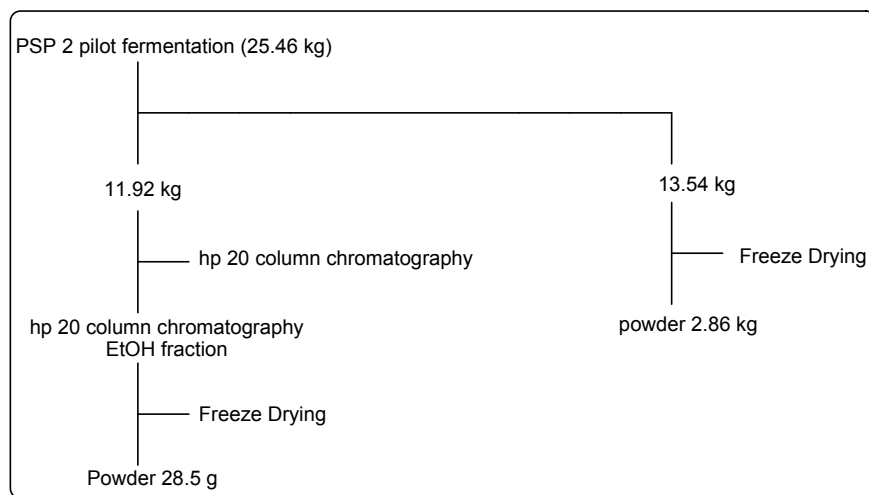 PSP 2 pilot fermentation (25.46 kg)
11.92 kg
13.54 kg
hp 20 column chromatography
Freeze Drying
hp 20 column chromatography
EtOH fraction
powder 2.86 kg
Freeze Drying
Powder 28.5 g